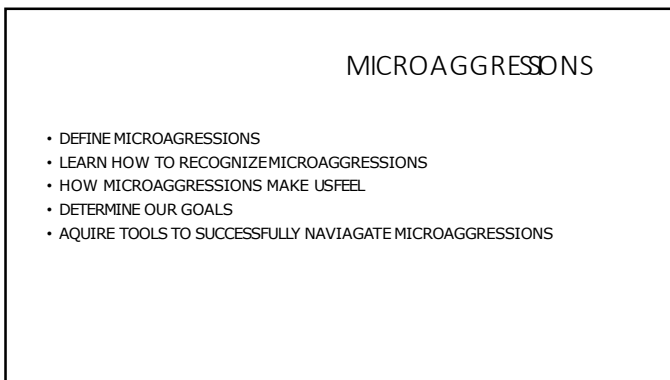 MICROAGGRESSIONS
• DEFINE MICROAGRESSIONS
• LEARN HOW TO RECOGNIZE MICROAGGRESSIONS
• HOW MICROAGGRESSIONS MAKE US FEEL
• DETERMINE OUR GOALS
• AQUIRE TOOLS TO SUCCESSFULLY NAVIAGATE MICROAGGRESSIONS